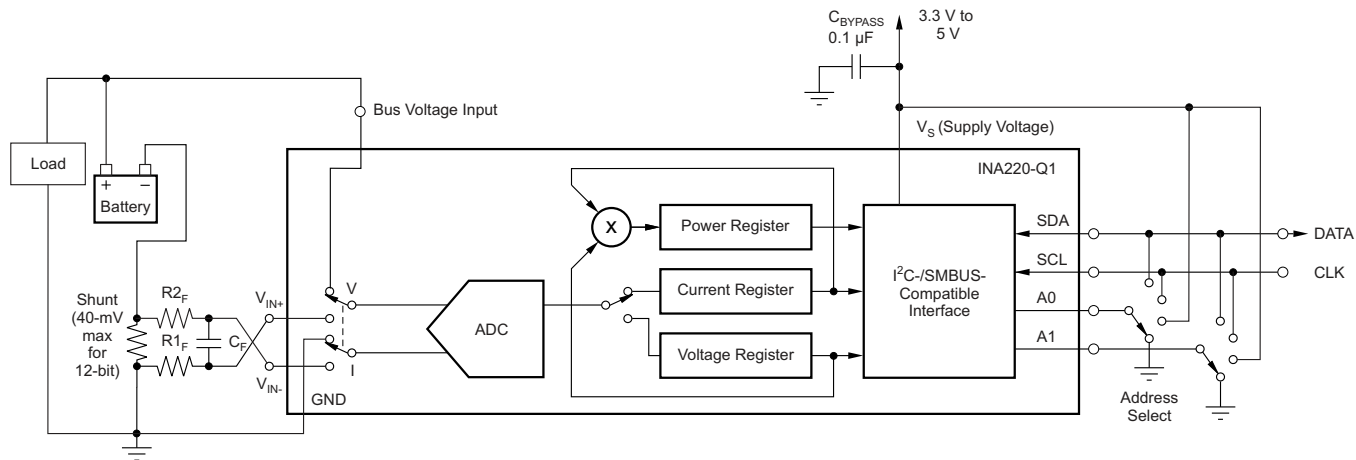 C_BYPASS
0.1 µF
3.3 V to
5 V
Bus Voltage Input
V_S (Supply Voltage)
INA220-Q1
Load
+ −
Battery
Shunt
(40-mV
max
for
12-bit)
R2_F
R1_F
C_F
V_IN+
V_IN-
V
I
GND
ADC
X
Power Register
Current Register
Voltage Register
I²C-/SMBUS-
Compatible
Interface
SDA
SCL
A0
A1
DATA
CLK
Address
Select